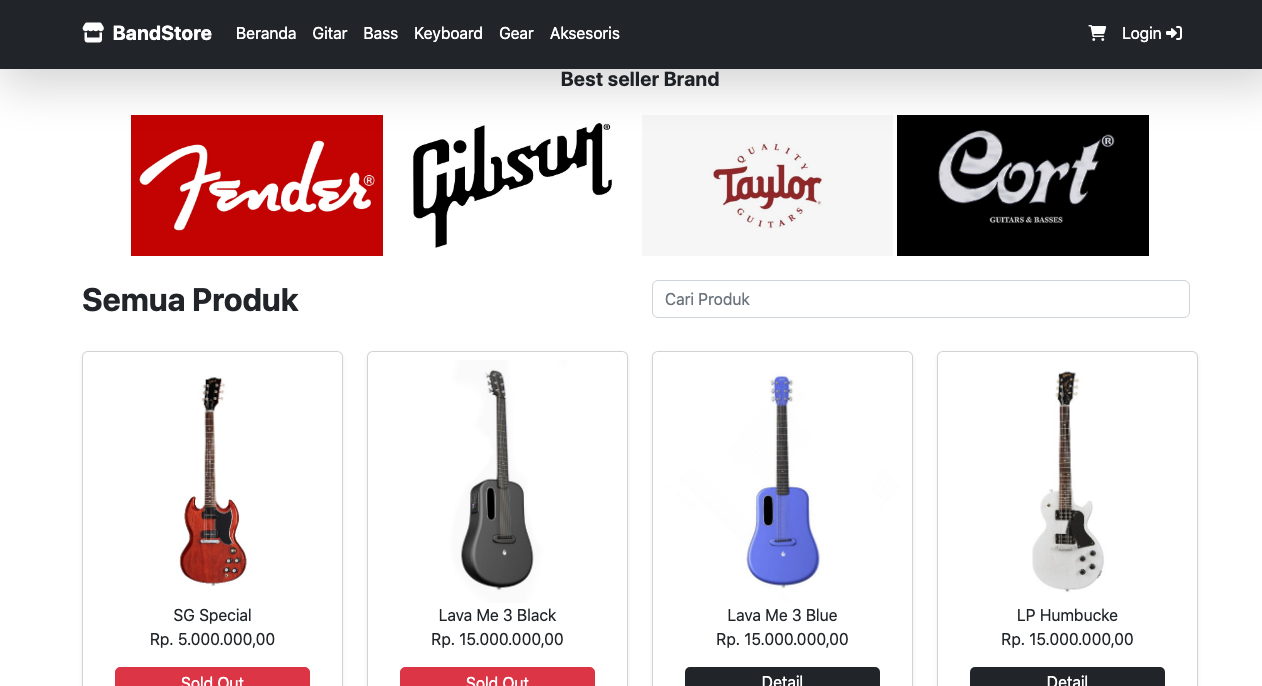 BandStore Beranda Gitar Bass Keyboard Gear Aksesoris Login
Best seller Brand
Fender®
Gibson®
QUALITY
Taylor
GUITARS
Cort®
GUITARS & BASSES
Semua Produk
Cari Produk
SG Special
Rp. 5.000.000,00
Sold Out
Lava Me 3 Black
Rp. 15.000.000,00
Sold Out
Lava Me 3 Blue
Rp. 15.000.000,00
Detail
LP Humbucke
Rp. 15.000.000,00
Detail